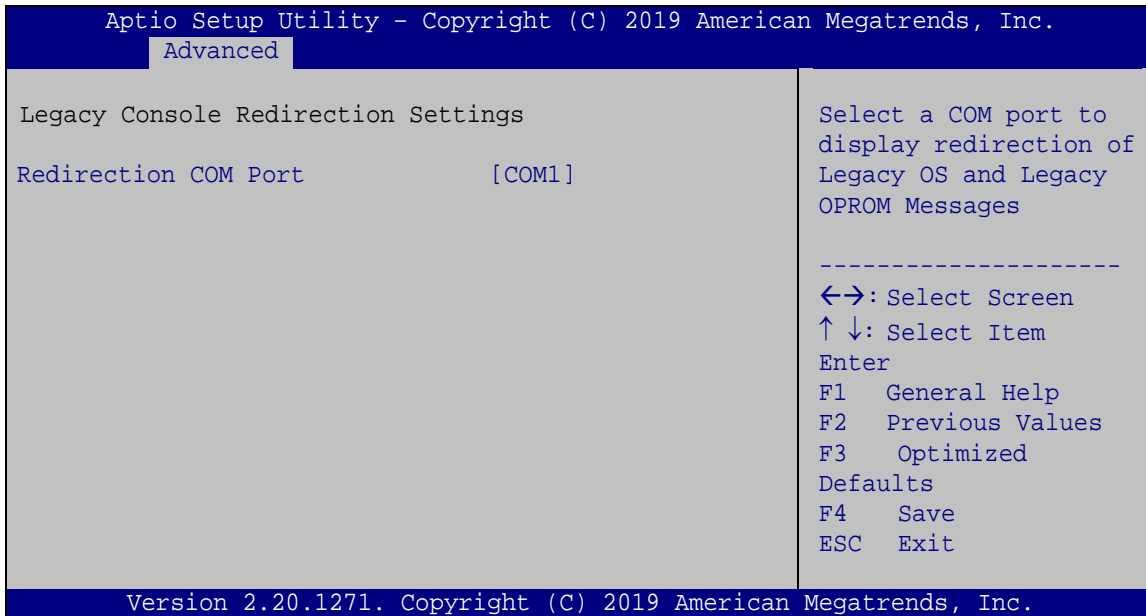 Aptio Setup Utility – Copyright (C) 2019 American Megatrends, Inc.
Advanced
Legacy Console Redirection Settings
Redirection COM Port [COM1]
Select a COM port to
display redirection of
Legacy OS and Legacy
OPROM Messages
---------------------
←→: Select Screen
↑ ↓: Select Item
Enter
F1 General Help
F2 Previous Values
F3 Optimized
Defaults
F4 Save
ESC Exit
Version 2.20.1271. Copyright (C) 2019 American Megatrends, Inc.